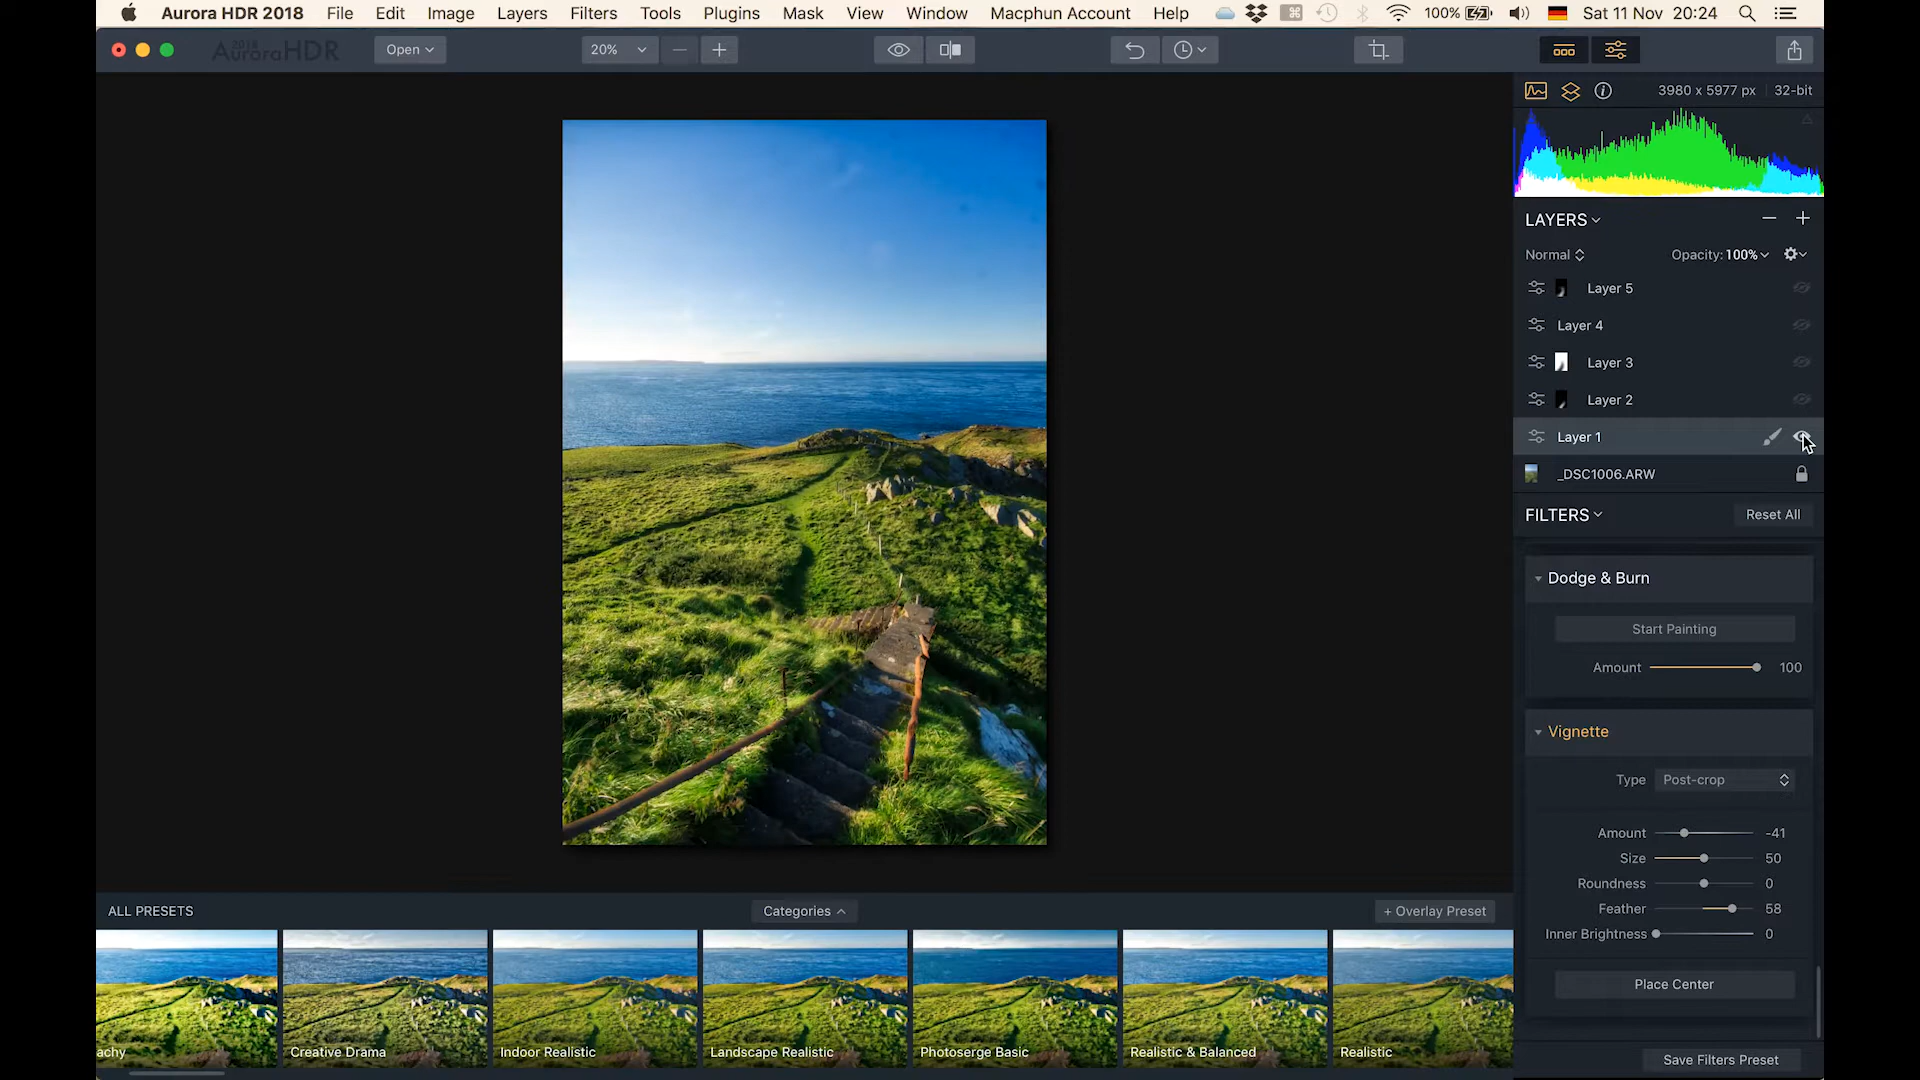 Aurora HDR 2018 File Edit Image Layers Filters Tools Plugins Mask View Window Macphun Account Help 100% Sat 11 Nov 20:24
2018
AuroraHDR Open 20%
3980 x 5977 px 32-bit
LAYERS
Normal Opacity: 100%
Layer 5
Layer 4
Layer 3
Layer 2
Layer 1
_DSC1006.ARW
FILTERS Reset All
Dodge & Burn
Start Painting
Amount 100
Vignette
Type Post-crop
Amount -41
Size 50
Roundness 0
Feather 58
Inner Brightness 0
Place Center
Save Filters Preset
ALL PRESETS Categories + Overlay Preset
achy Creative Drama Indoor Realistic Landscape Realistic Photoserge Basic Realistic & Balanced Realistic